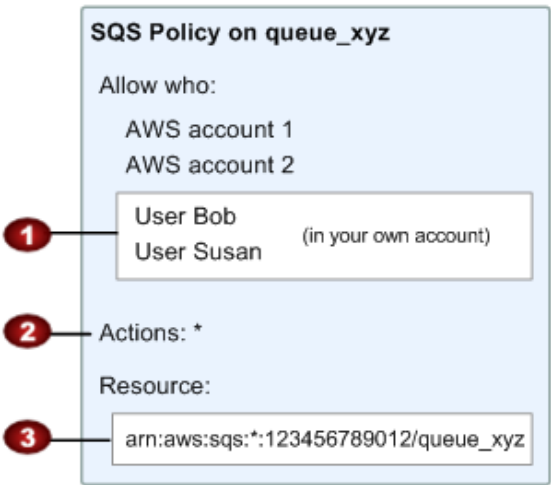 SQS Policy on queue_xyz
Allow who:
AWS account 1
AWS account 2
1
User Bob
(in your own account)
User Susan
2
Actions: *
Resource:
3
arn:aws:sqs:*:123456789012/queue_xyz